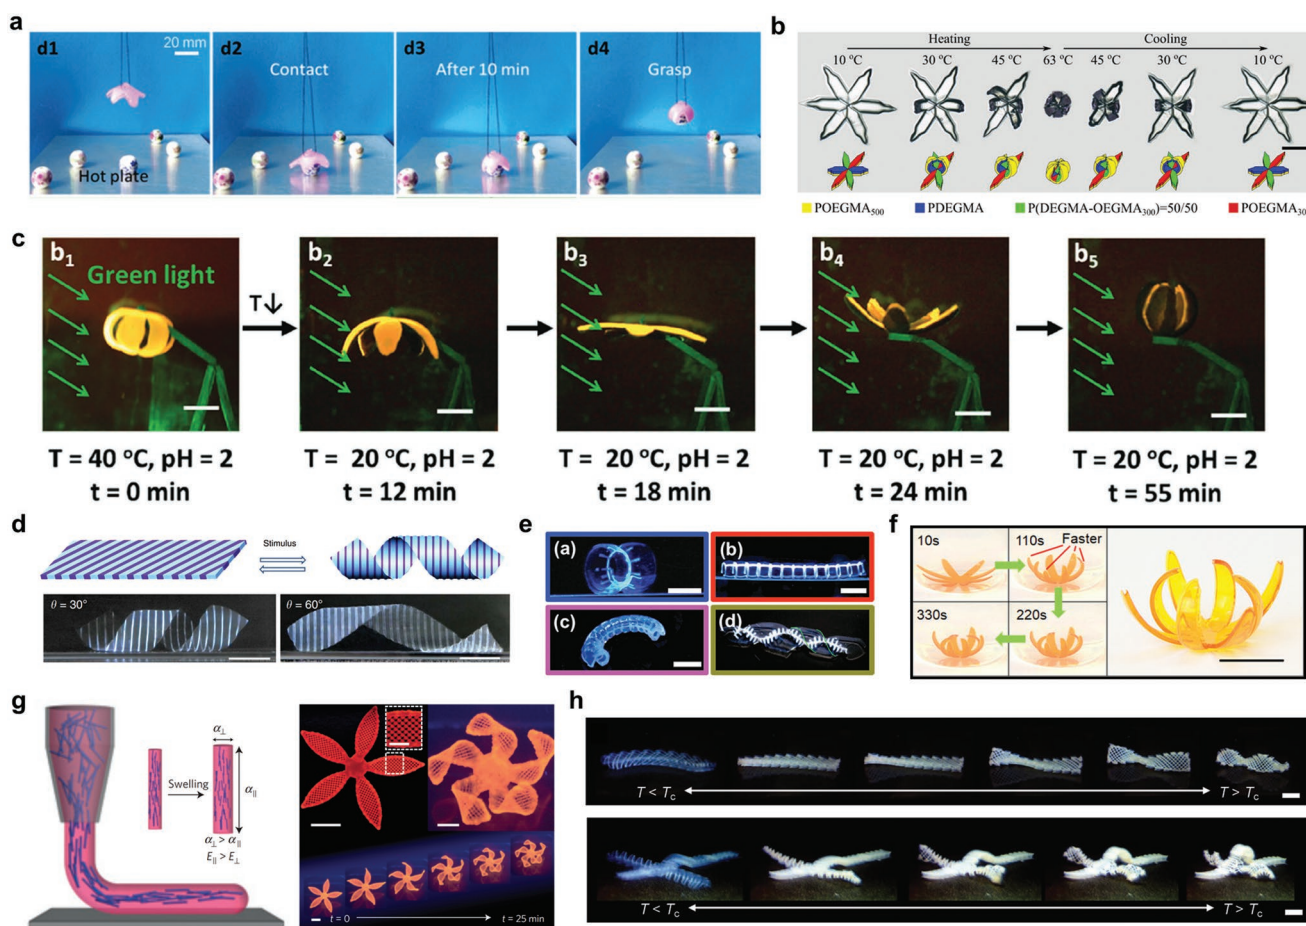 a
d1
20 mm
d2
Contact
d3
After 10 min
d4
Grasp
Hot plate
b
Heating
Cooling
10 °C
30 °C
45 °C
63 °C
45 °C
30 °C
10 °C
POEGMA500
PDEGMA
P(DEGMA-OEGMA300)=50/50
POEGMA30
c
b1
Green light
T↓
b2
b3
b4
b5
T = 40 °C, pH = 2
t = 0 min
T = 20 °C, pH = 2
t = 12 min
T = 20 °C, pH = 2
t = 18 min
T = 20 °C, pH = 2
t = 24 min
T = 20 °C, pH = 2
t = 55 min
d
Stimulus
θ = 30°
θ = 60°
e
(a)
(b)
(c)
(d)
f
10s
110s
Faster
330s
220s
g
α⊥
Swelling
α||
α⊥ > α||
E|| > E⊥
t = 0
t = 25 min
h
T < Tc
T > Tc
T < Tc
T > Tc